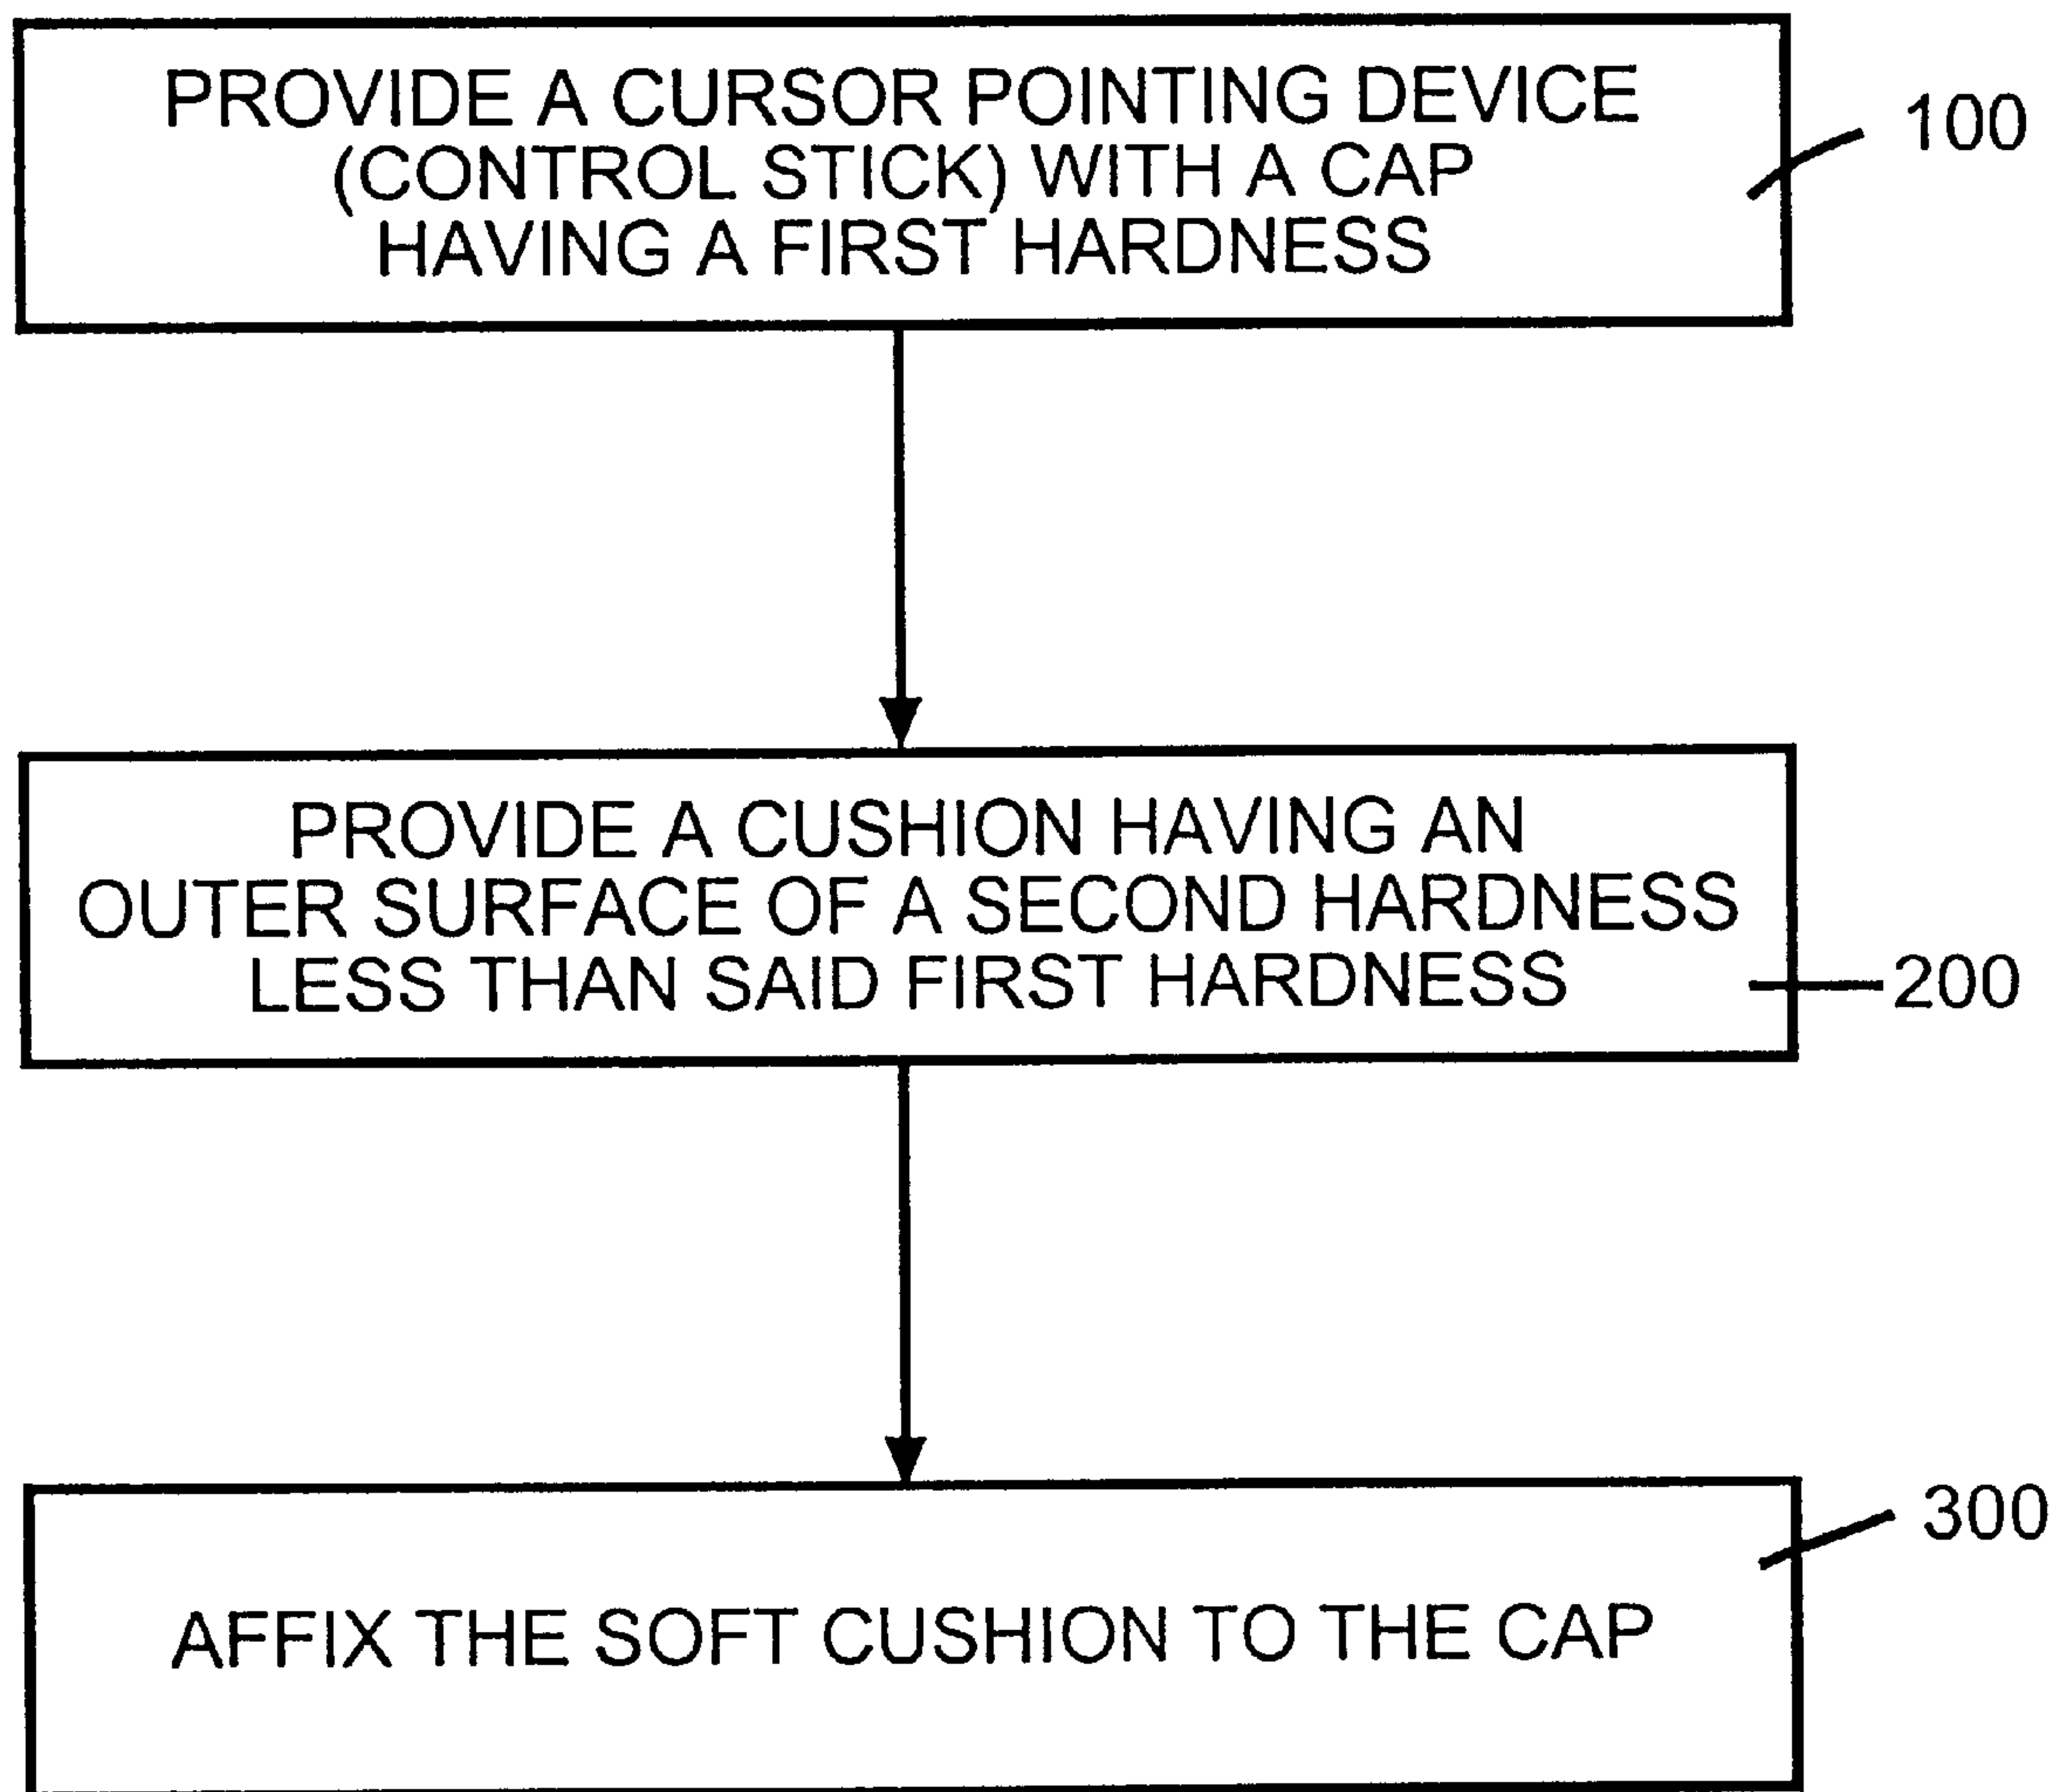 PROVIDE A CURSOR POINTING DEVICE
(CONTROL STICK) WITH A CAP
HAVING A FIRST HARDNESS
100
PROVIDE A CUSHION HAVING AN
OUTER SURFACE OF A SECOND HARDNESS
LESS THAN SAID FIRST HARDNESS
200
300
AFFIX THE SOFT CUSHION TO THE CAP